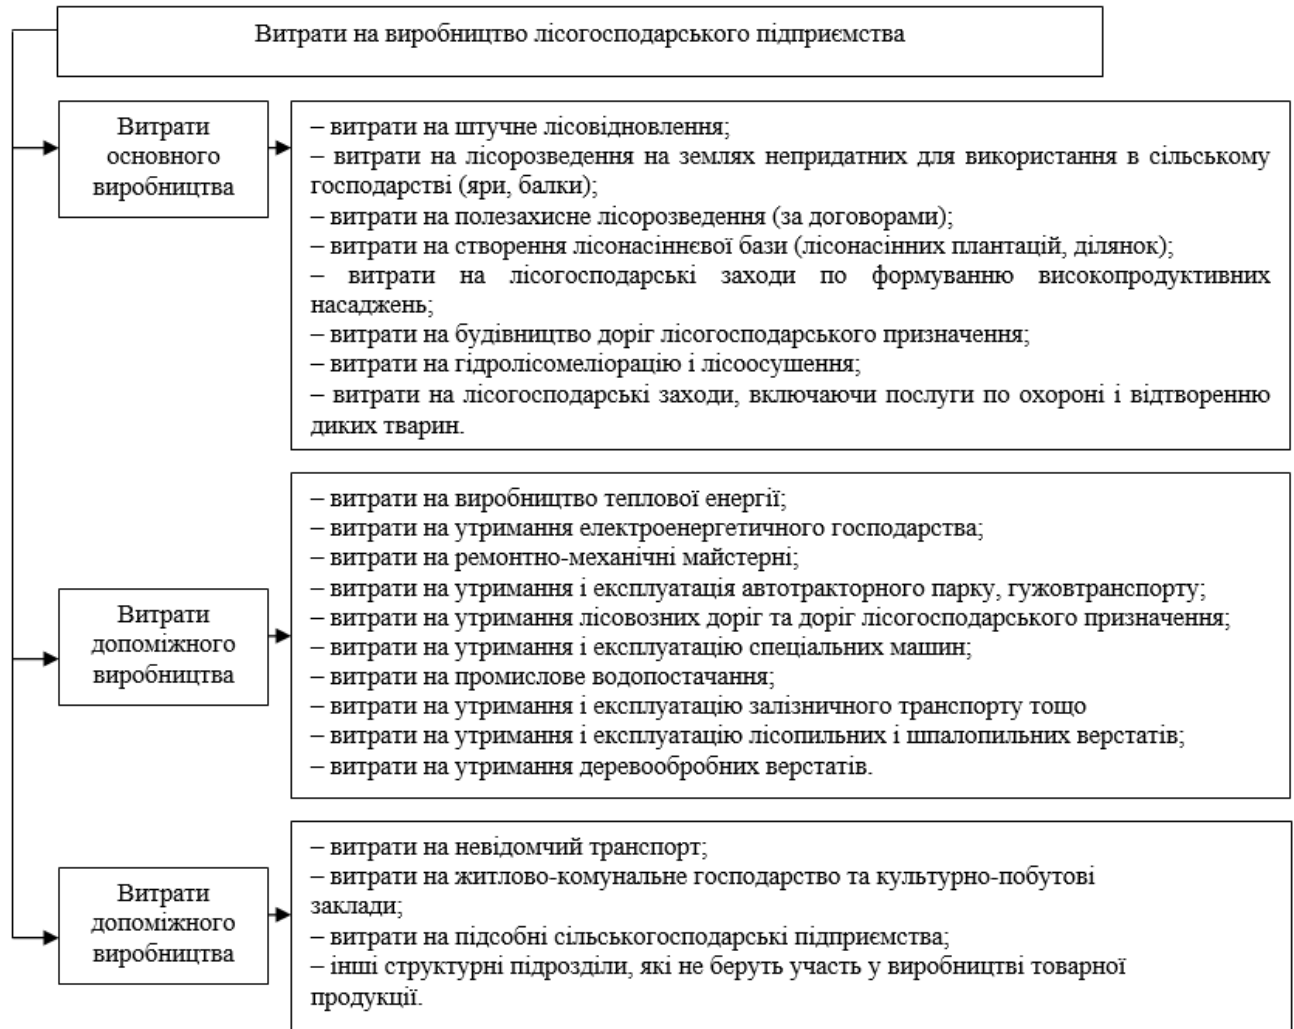 Витрати на виробництво лісогосподарського підприємства
Витрати
основного
виробництва
– витрати на штучне лісовідновлення;
– витрати на лісорозведення на землях непридатних для використання в сільському
господарстві (яри, балки);
– витрати на полезахисне лісорозведення (за договорами);
– витрати на створення лісонасіннєвої бази (лісонасінних плантацій, ділянок);
– витрати на лісогосподарські заходи по формуванню високопродуктивних
насаджень;
– витрати на будівництво доріг лісогосподарського призначення;
– витрати на гідролісомеліорацію і лісоосушення;
– витрати на лісогосподарські заходи, включаючи послуги по охороні і відтворенню
диких тварин.
Витрати
допоміжного
виробництва
– витрати на виробництво теплової енергії;
– витрати на утримання електроенергетичного господарства;
– витрати на ремонтно-механічні майстерні;
– витрати на утримання і експлуатація автотракторного парку, гужовтранспорту;
– витрати на утримання лісовозних доріг та доріг лісогосподарського призначення;
– витрати на утримання і експлуатацію спеціальних машин;
– витрати на промислове водопостачання;
– витрати на утримання і експлуатацію залізничного транспорту тощо
– витрати на утримання і експлуатацію лісопильних і шпалопильних верстатів;
– витрати на утримання деревообробних верстатів.
Витрати
допоміжного
виробництва
– витрати на невідомчий транспорт;
– витрати на житлово-комунальне господарство та культурно-побутові
заклади;
– витрати на підсобні сільськогосподарські підприємства;
– інші структурні підрозділи, які не беруть участь у виробництві товарної
продукції.